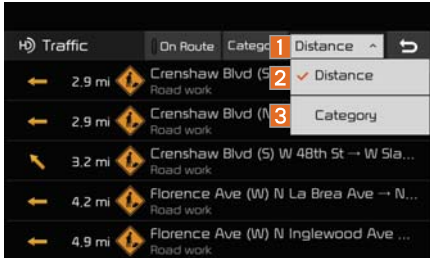 HD) Traffic On Route Catego 1 Distance
2 Distance
3 Category
2.9 mi Crenshaw Blvd (S
Road work
2.9 mi Crenshaw Blvd (
Road work
3.2 mi Crenshaw Blvd (S) W 48th St → W Sla...
Road work
4.2 mi Florence Ave (W) N La Brea Ave → N...
Road work
4.9 mi Florence Ave (W) N Inglewood Ave ...
Road work